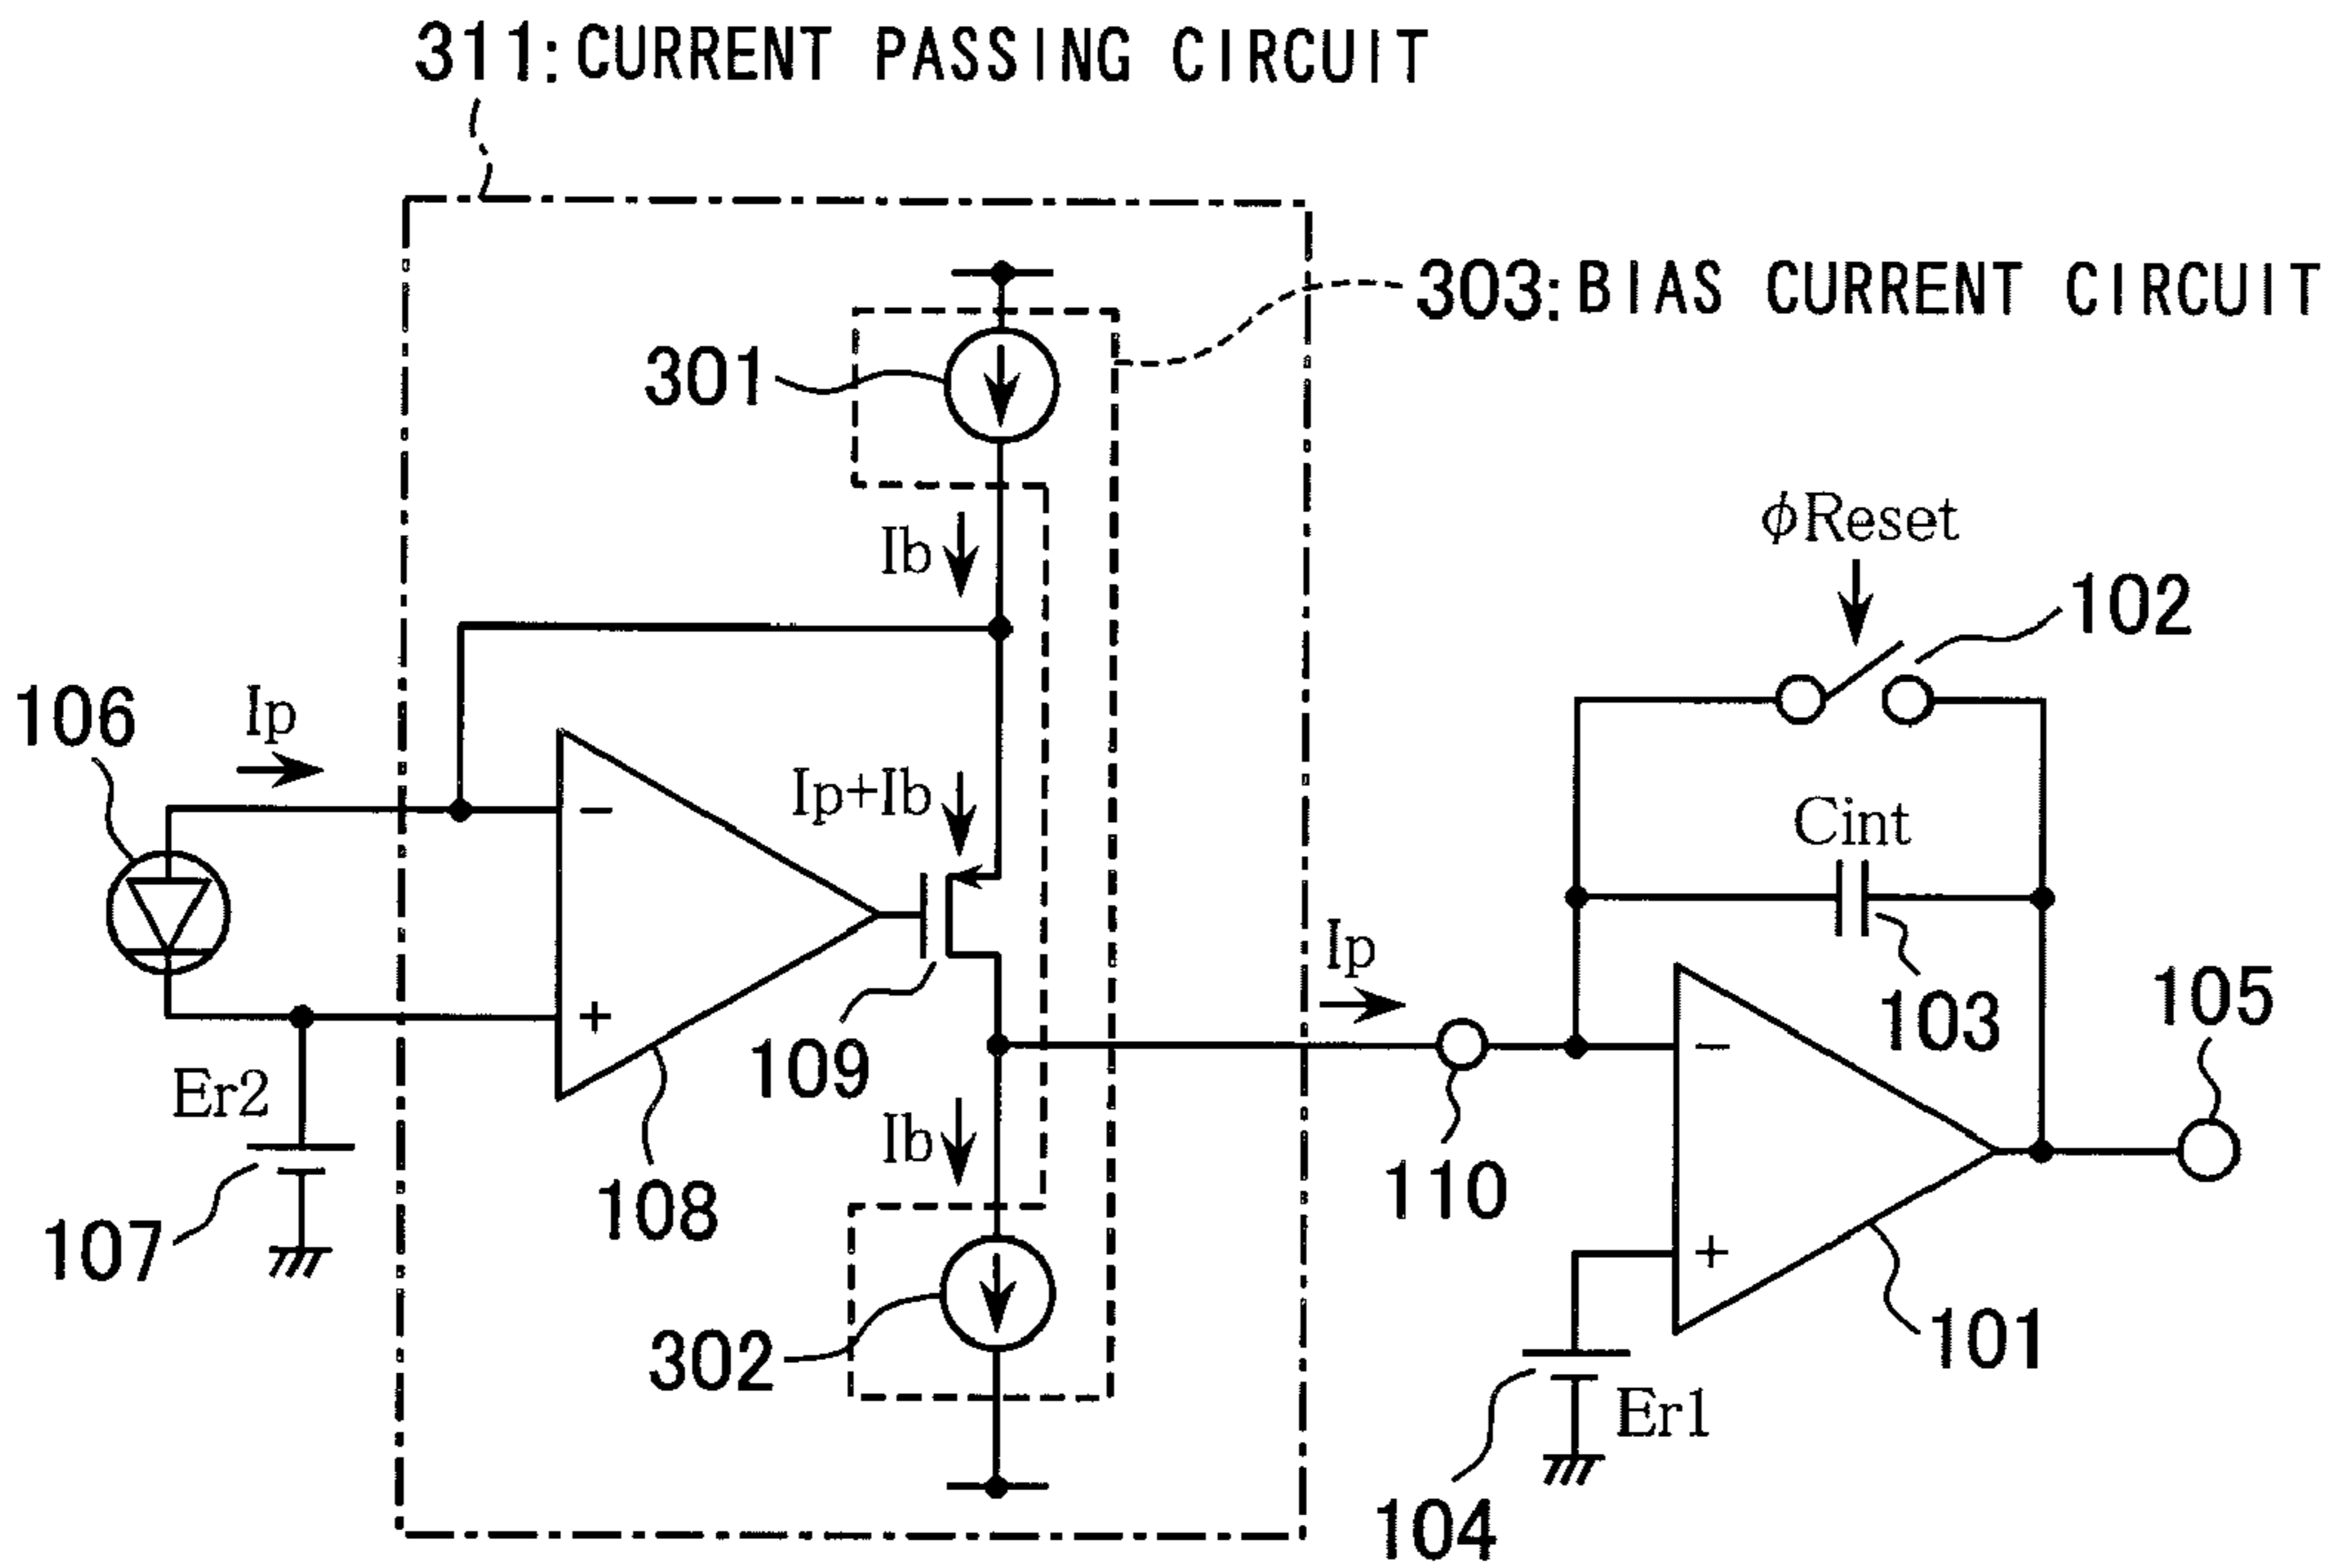 311: CURRENT PASSING CIRCUIT
303: BIAS CURRENT CIRCUIT
301
Ib
φReset
102
106
Ip
−
Ip+Ib
Cint
Ip
103
105
+
109
−
Er2
Ib
110
107
108
+
302
101
Er1
104